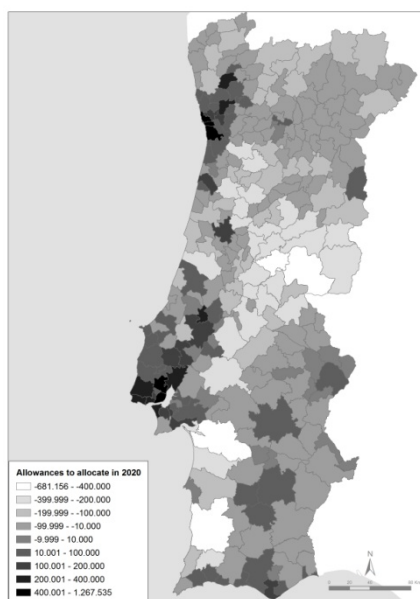 N
Allowances to allocate in 2020
-681.156 - -400.000
-399.999 - -200.000
-199.999 - -100.000
-99.999 - -10.000
-9.999 - 10.000
10.001 - 100.000
100.001 - 200.000
200.001 - 400.000
400.001 - 1.267.535